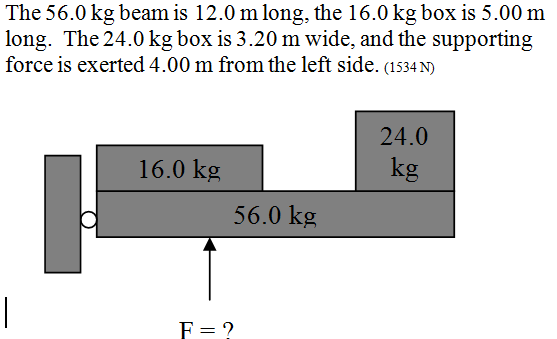 The 56.0 kg beam is 12.0 m long, the 16.0 kg box is 5.00 m
long. The 24.0 kg box is 3.20 m wide, and the supporting
force is exerted 4.00 m from the left side. (1534 N)
24.0
kg
16.0 kg
56.0 kg
F = ?